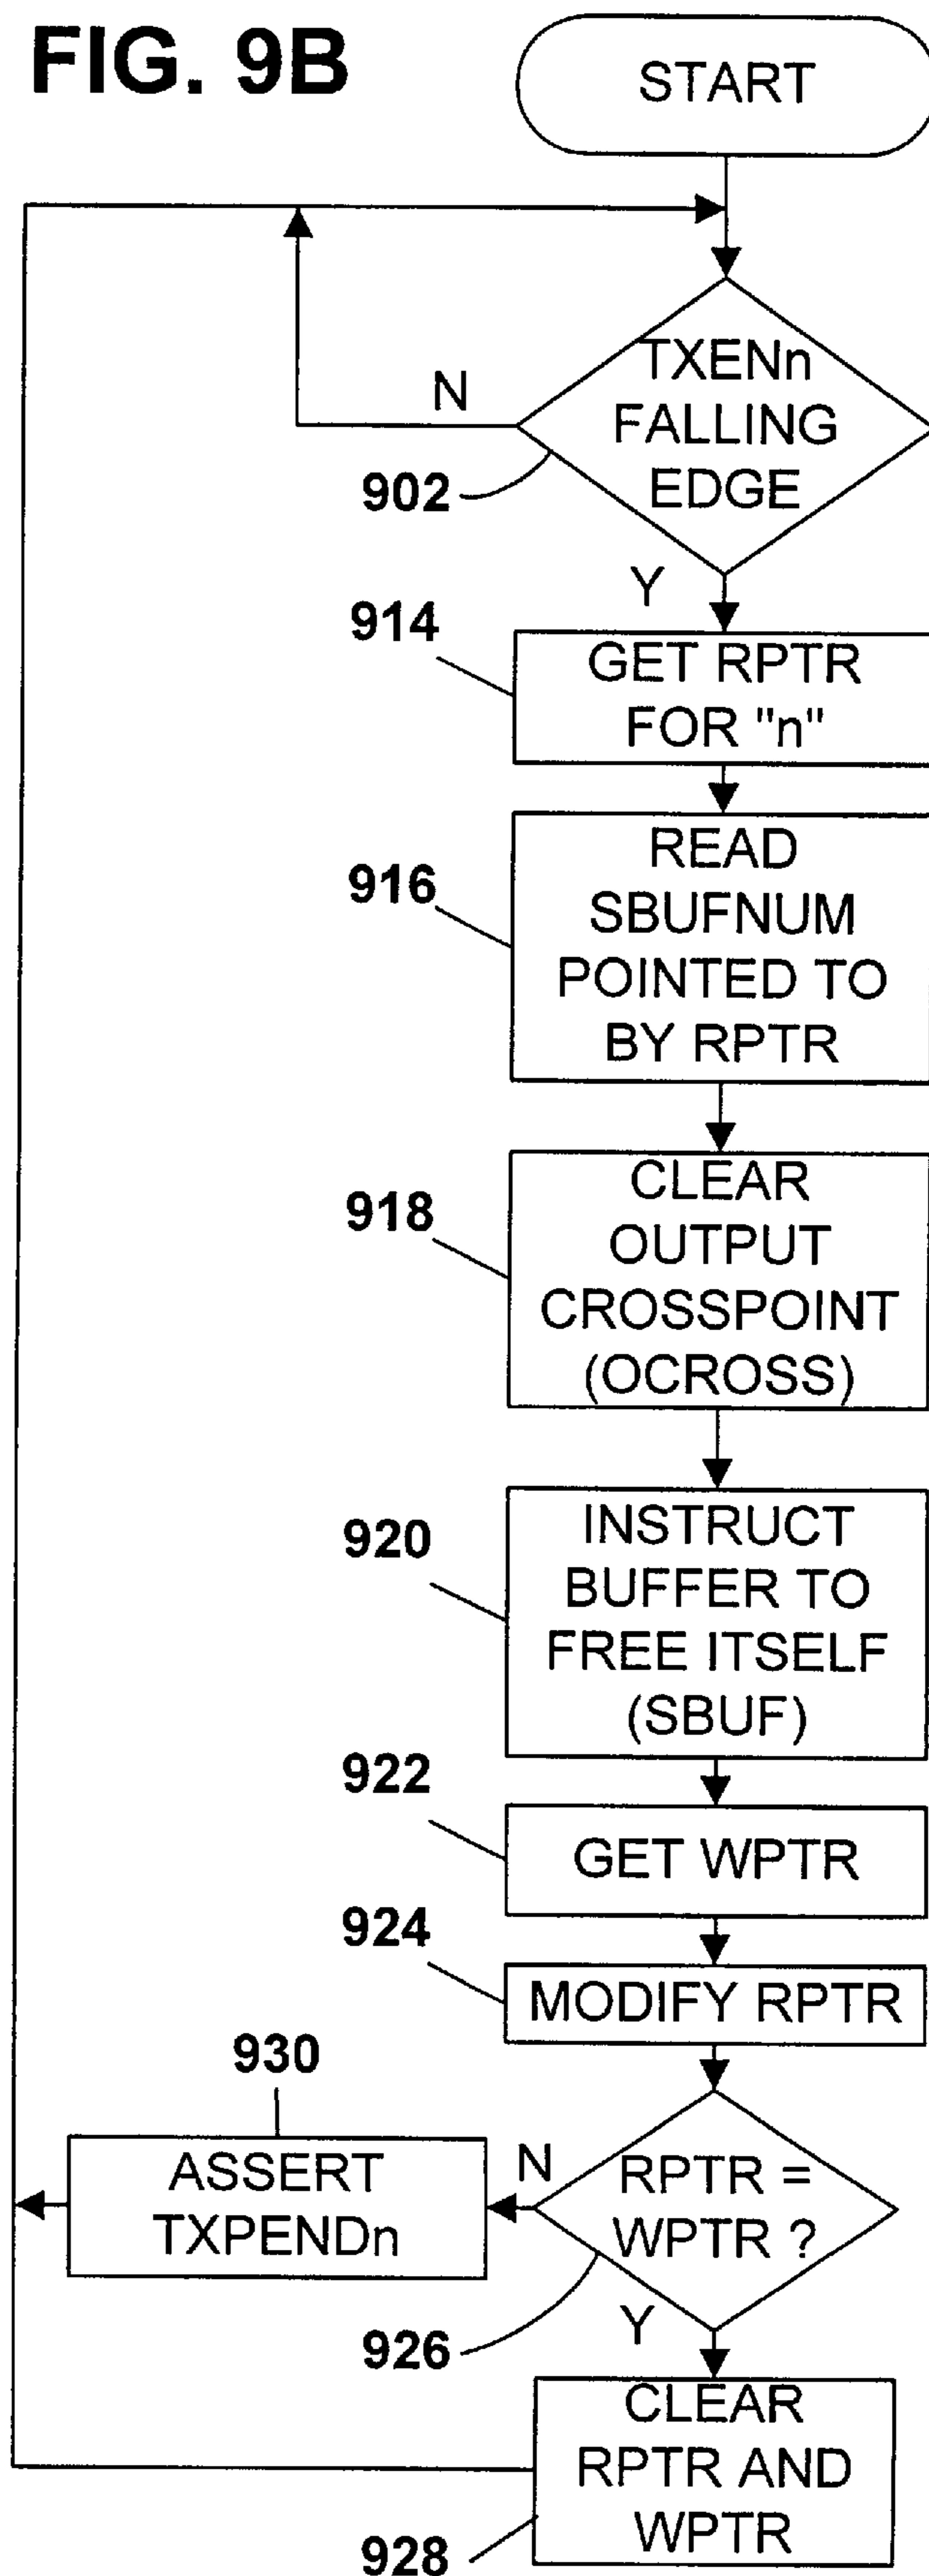 FIG. 9B
START
TXENn
FALLING
EDGE
N
902
Y
914
GET RPTR
FOR "n"
916
READ
SBUFNUM
POINTED TO
BY RPTR
918
CLEAR
OUTPUT
CROSSPOINT
(OCROSS)
920
INSTRUCT
BUFFER TO
FREE ITSELF
(SBUF)
922
GET WPTR
924
MODIFY RPTR
930
ASSERT
TXPENDn
N
RPTR =
WPTR ?
926
Y
CLEAR
RPTR AND
WPTR
928